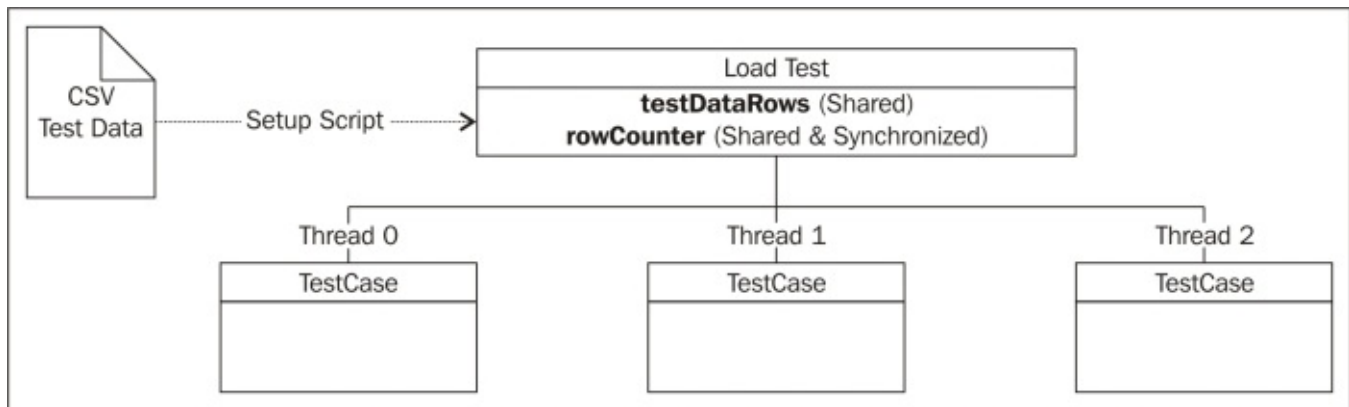 CSV
Test Data
Setup Script
Load Test
testDataRows (Shared)
rowCounter (Shared & Synchronized)
Thread 0
Thread 1
Thread 2
TestCase
TestCase
TestCase